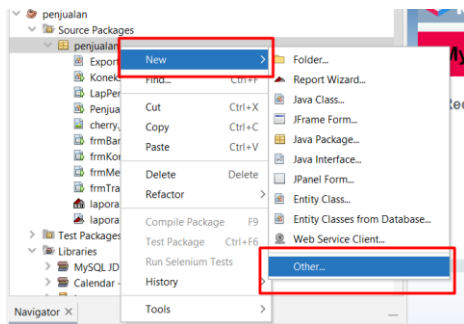 penjualan
Source Packages
penjualan
Export
Konek
LapPer
Penjua
cherry.
frmBar
frmKor
frmMe
frmTra
lapora
lapora
Test Packages
Libraries
MySQL JD
Calendar -
Navigator ×
New
Find... Ctrl+F
Cut Ctrl+X
Copy Ctrl+C
Paste Ctrl+V
Delete Delete
Refactor
Compile Package F9
Test Package Ctrl+F6
Run Selenium Tests
History
Tools
Folder...
Report Wizard...
Java Class...
JFrame Form...
Java Package...
Java Interface...
JPanel Form...
Entity Class...
Entity Classes from Database...
Web Service Client...
Other...
My
Rec